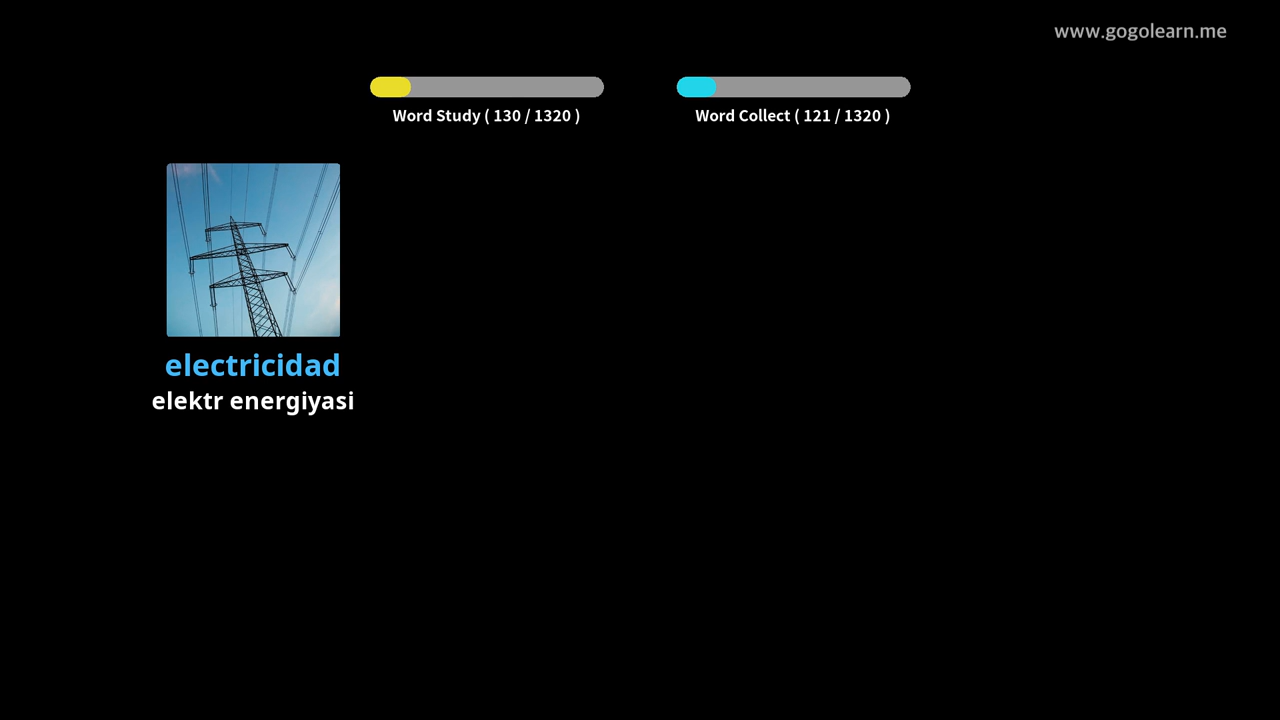 www.gogolearn.me
Word Study ( 130 / 1320 )
Word Collect ( 121 / 1320 )
electricidad
elektr energiyasi